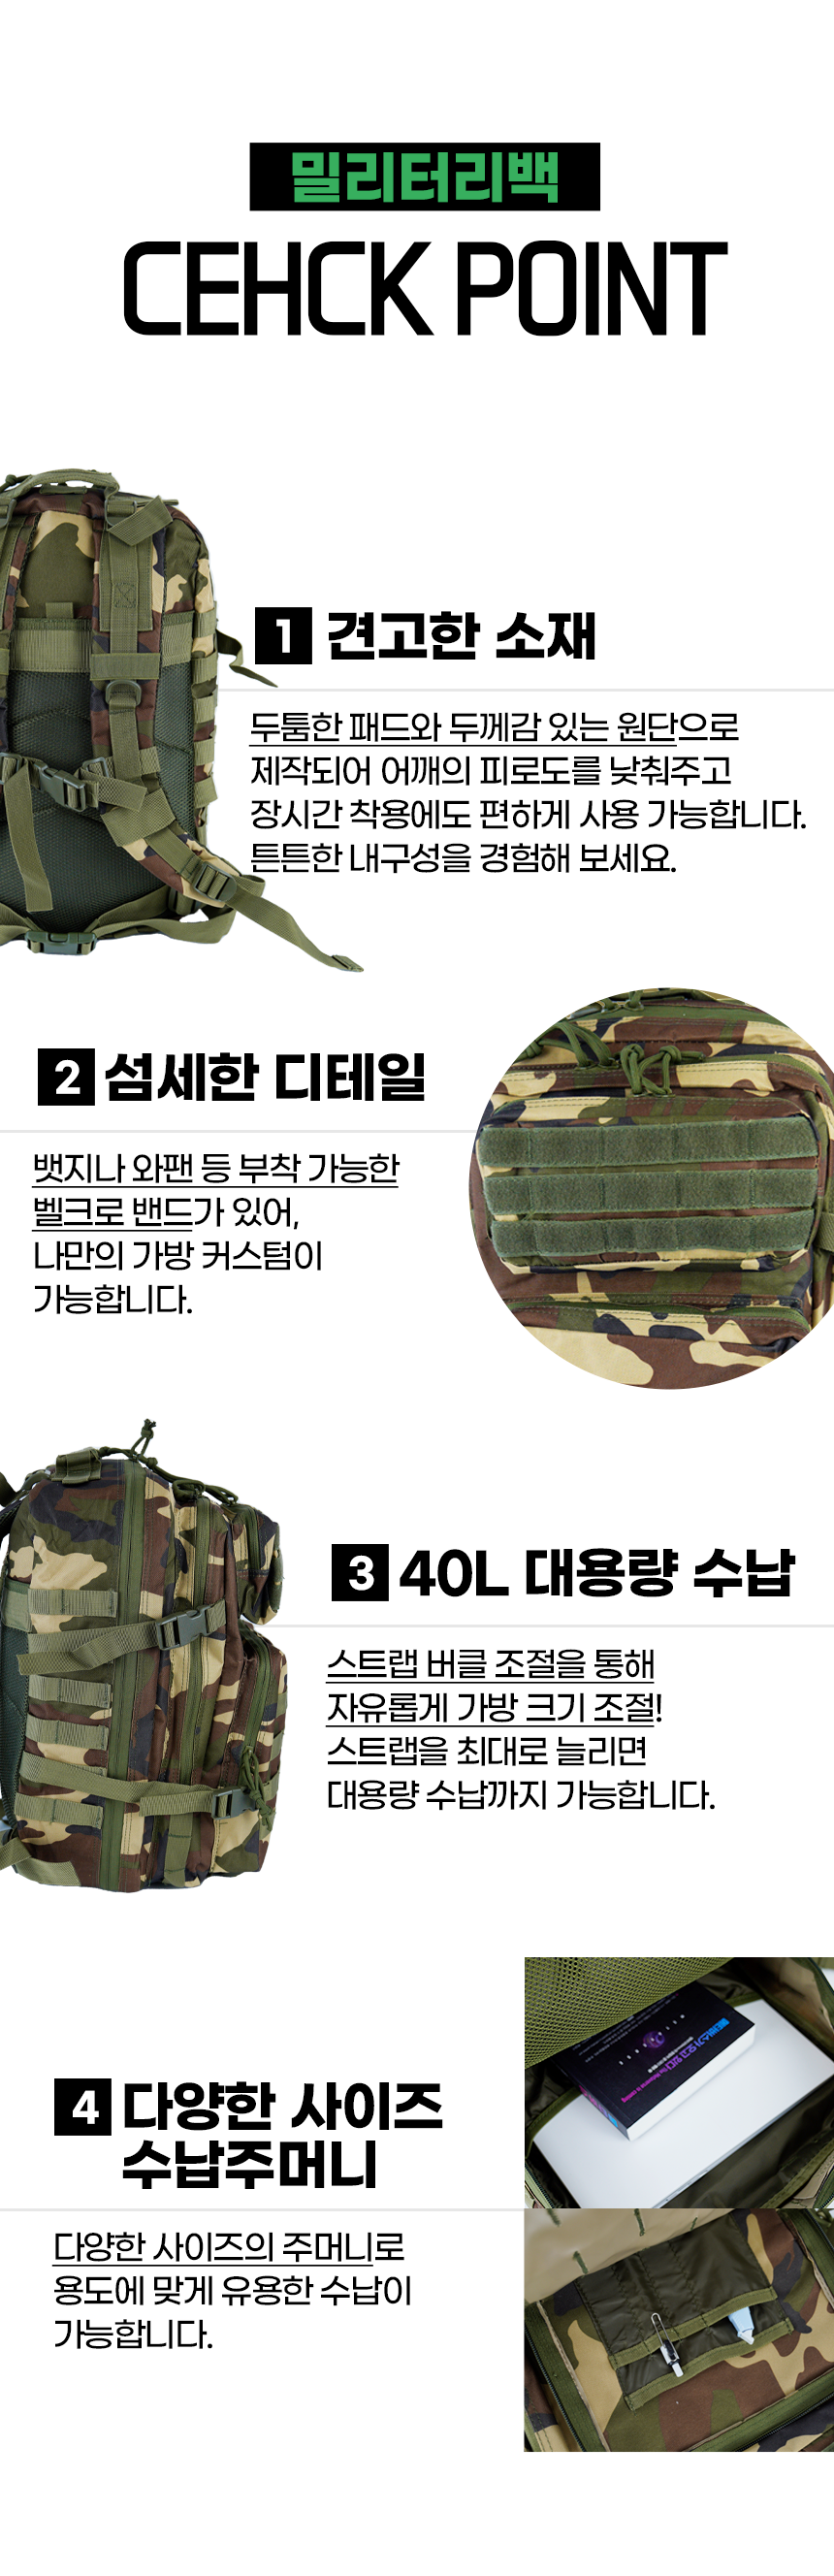 밀리터리백
CEHCK POINT
1 견고한 소재
두툼한 패드와 두께감 있는 원단으로
제작되어 어깨의 피로도를 낮춰주고
장시간 착용에도 편하게 사용 가능합니다.
튼튼한 내구성을 경험해 보세요.
2 섬세한 디테일
뱃지나 와팬 등 부착 가능한
벨크로 밴드가 있어,
나만의 가방 커스텀이
가능합니다.
3 40L 대용량 수납
스트랩 버클 조절을 통해
자유롭게 가방 크기 조절!
스트랩을 최대로 늘리면
대용량 수납까지 가능합니다.
4 다양한 사이즈
수납주머니
다양한 사이즈의 주머니로
용도에 맞게 유용한 수납이
가능합니다.